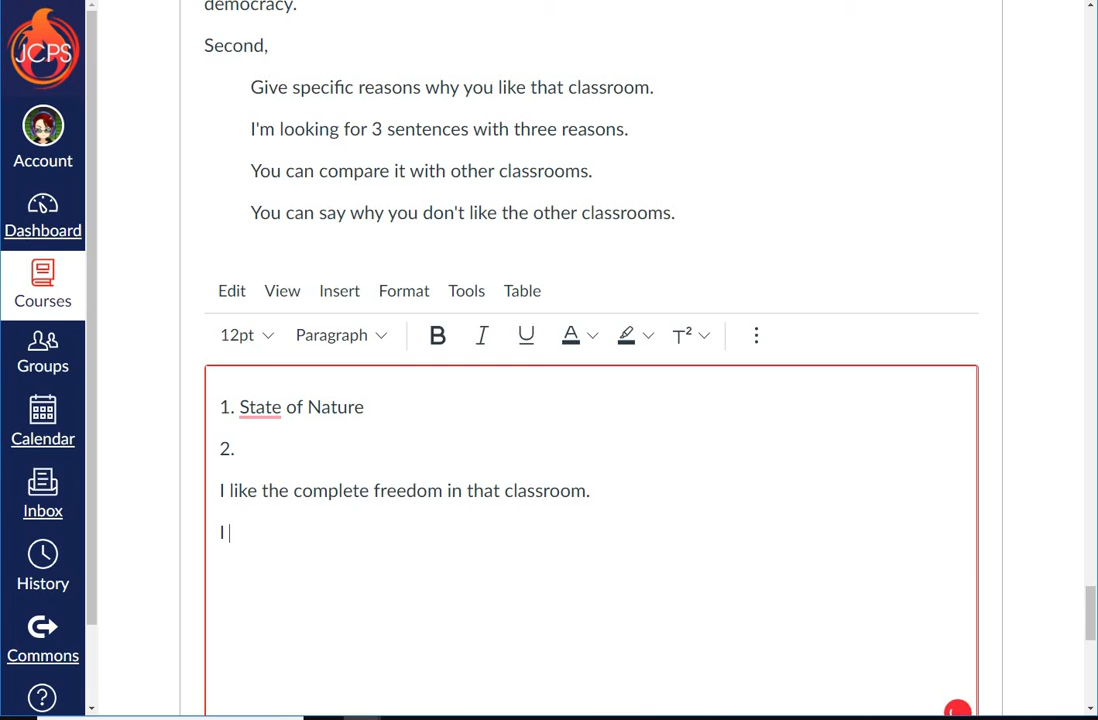 democracy.
JCPS
Second,
Give specific reasons why you like that classroom.
I'm looking for 3 sentences with three reasons.
Account
You can compare it with other classrooms.
You can say why you don't like the other classrooms.
Dashboard
Edit View Insert Format Tools Table
Courses
12pt Paragraph B I U A T²
Groups
1. State of Nature
Calendar
2.
I like the complete freedom in that classroom.
Inbox
I
History
Commons
?